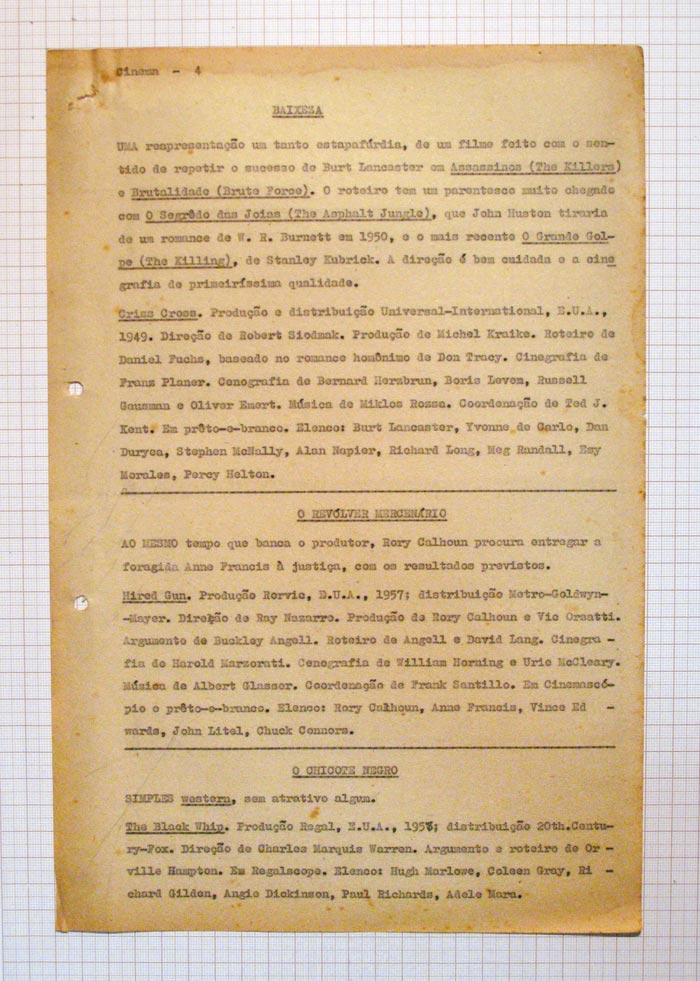 Cinema - 4
BAIXEZA
UMA reapresentação um tanto estapafúrdia, de um filme feito com o sen-
tido de repetir o sucesso de Burt Lancaster em Assassinos (The Killers)
e Brutalidade (Brute Force). O roteiro tem um parentesco muito chegado
com O Segrêdo das Joias (The Asphalt Jungle), que John Huston tiraria
de um romance de W. R. Burnett em 1950, e o mais recente O Grande Gol-
pe (The Killing), de Stanley Kubrick. A direção é bem cuidada e a cine
grafia de primeiríssima qualidade.
Criss Cross. Produção e distribuição Universal-International, E.U.A.,
1949. Direção de Robert Siodmak. Produção de Michel Kraike. Roteiro de
Daniel Fuchs, baseado no romance homônimo de Don Tracy. Cinegrafia de
Franz Planer. Cenografia de Bernard Herzbrun, Boris Leven, Russell
Gausman e Oliver Emert. Música de Miklos Rozsa. Coordenação de Ted J.
Kent. Em prêto-e-branco. Elenco: Burt Lancaster, Yvonne de Carlo, Dan
Duryea, Stephen McNally, Alan Napier, Richard Long, Meg Randall, Esy
Morales, Percy Helton.
O REVÓLVER MERCENÁRIO
AO MESMO tempo que banca o produtor, Rory Calhoun procura entregar a
foragida Anne Francis à justiça, com os resultados previstos.
Hired Gun. Produção Rorvic, E.U.A., 1957; distribuição Metro-Goldwyn-
-Mayer. Direção de Ray Nazarro. Produção de Rory Calhoun e Vic Orsatti.
Argumento de Buckley Angell. Roteiro de Angell e David Lang. Cinegra -
fia de Harold Marzorati. Cenografia de William Horning e Urie McCleary.
Música de Albert Glasser. Coordenação de Frank Santillo. Em Cinemascó-
pio e prêto-e-branco. Elenco: Rory Calhoun, Anne Francis, Vince Ed -
wards, John Litel, Chuck Connors.
O CHICOTE NEGRO
SIMPLES western, sem atrativo algum.
The Black Whip. Produção Regal, E.U.A., 1957; distribuição 20th.Centu-
ry-Fox. Direção de Charles Marquis Warren. Argumento e roteiro de Or -
ville Hampton. Em Regalscope. Elenco: Hugh Marlowe, Coleen Gray, Ri -
chard Gilden, Angie Dickinson, Paul Richards, Adele Mara.